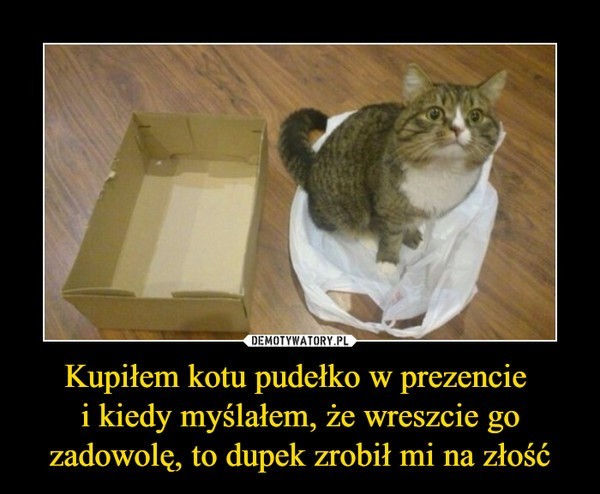 DEMOTYWATORY.PL
Kupiłem kotu pudełko w prezencie
i kiedy myślałem, że wreszcie go
zadowolę, to dupek zrobił mi na złość